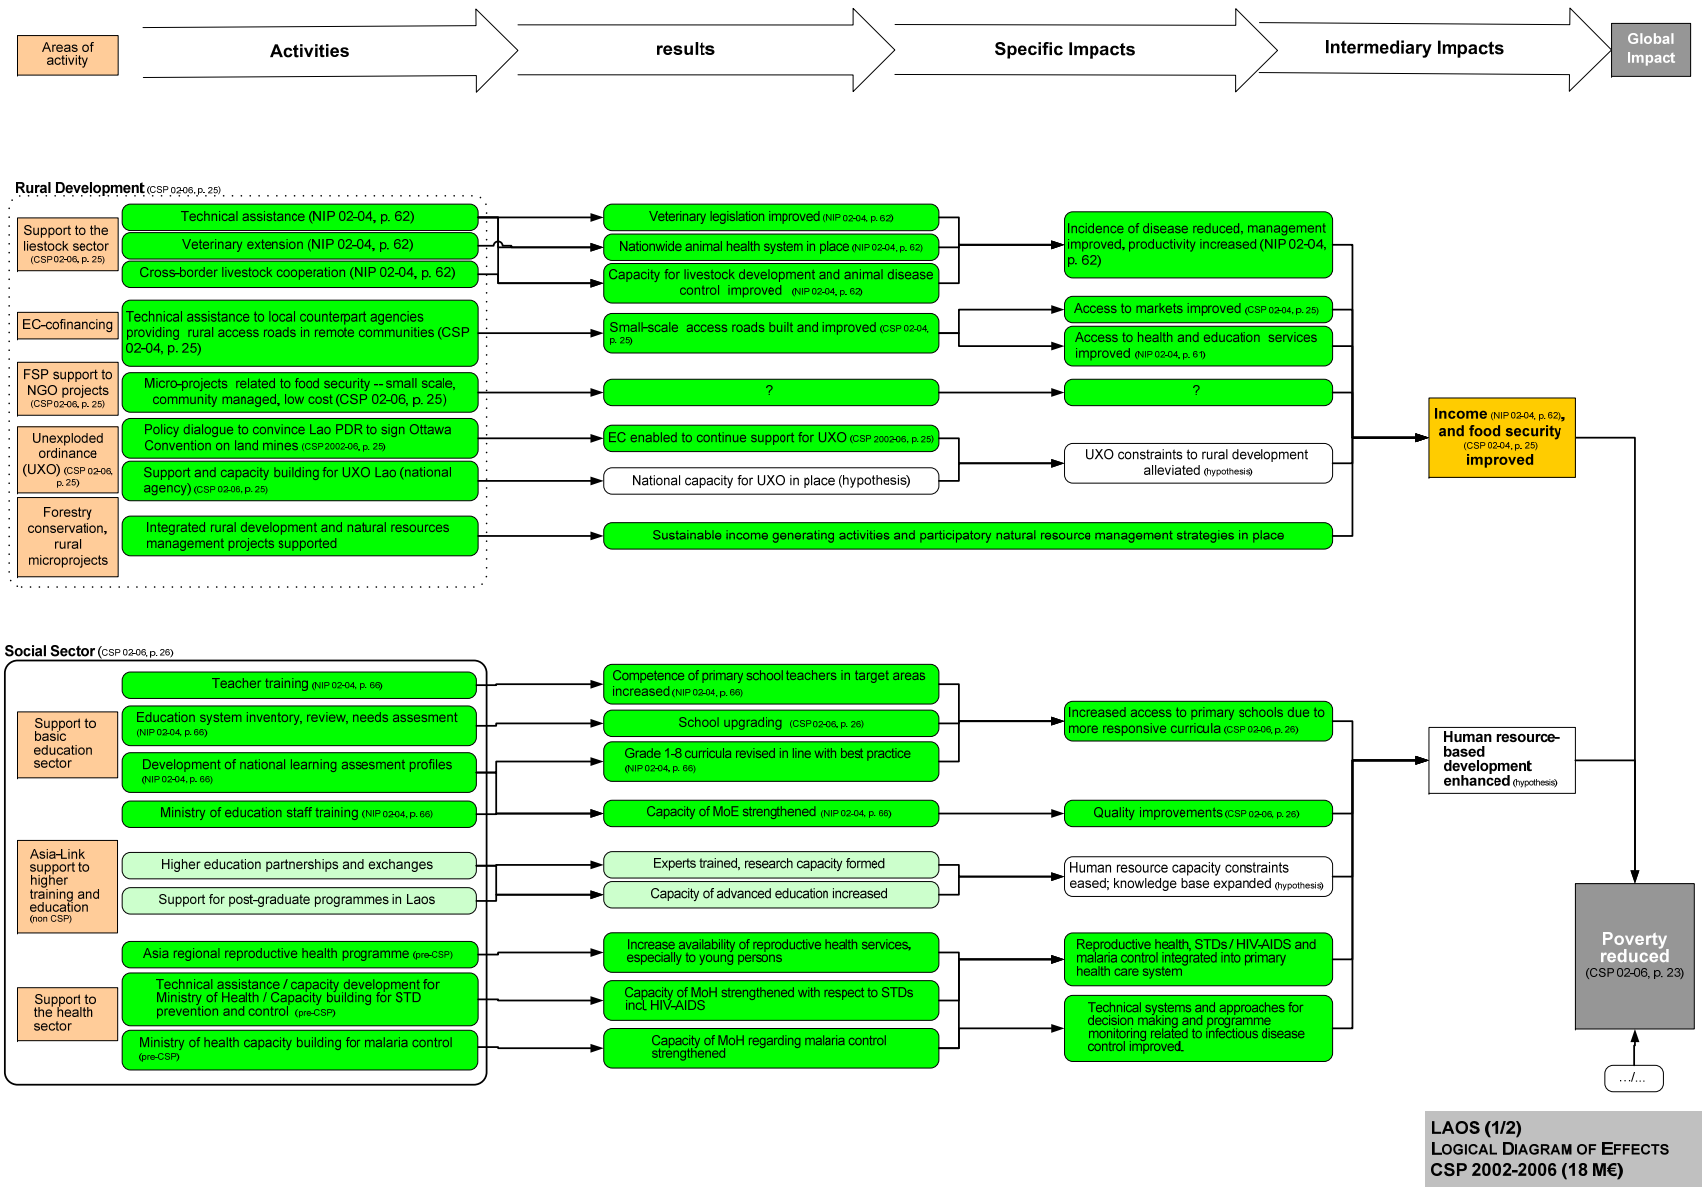 Areas of
activity
Activities
results
Specific Impacts
Intermediary Impacts
Global
Impact
Rural Development (CSP 02-06, p. 25)
Support to the
liestock sector
(CSP 02-06, p. 25)
Technical assistance (NIP 02-04, p. 62)
Veterinary extension (NIP 02-04, p. 62)
Cross-border livestock cooperation (NIP 02-04, p. 62)
Veterinary legislation improved (NIP 02-04, p. 62)
Nationwide animal health system in place (NIP 02-04, p. 62)
Capacity for livestock development and animal disease
control improved (NIP 02-04, p. 62)
Incidence of disease reduced, management
improved, productivity increased (NIP 02-04,
p. 62)
EC-cofinancing
Technical assistance to local counterpart agencies
providing rural access roads in remote communities (CSP
02-04, p. 25)
Small-scale access roads built and improved (CSP 02-04,
p. 25)
Access to markets improved (CSP 02-04, p. 25)
Access to health and education services
improved (NIP 02-04, p. 61)
FSP support to
NGO projects
(CSP 02-06, p. 25)
Micro-projects related to food security -- small scale,
community managed, low cost (CSP 02-06, p. 25)
?
?
Unexploded
ordinance
(UXO) (CSP 02-06,
p. 25)
Policy dialogue to convince Lao PDR to sign Ottawa
Convention on land mines (CSP 2002-06, p. 25)
Support and capacity building for UXO Lao (national
agency) (CSP 02-06, p. 25)
EC enabled to continue support for UXO (CSP 2002-06, p. 25)
National capacity for UXO in place (hypothesis)
UXO constraints to rural development
alleviated (hypothesis)
Income (NIP 02-04, p. 62),
and food security
(CSP 02-04, p. 25)
improved
Forestry
conservation,
rural
microprojects
Integrated rural development and natural resources
management projects supported
Sustainable income generating activities and participatory natural resource management strategies in place
Social Sector (CSP 02-06, p. 26)
Support to
basic
education
sector
Teacher training (NIP 02-04, p. 66)
Education system inventory, review, needs assesment
(NIP 02-04, p. 66)
Development of national learning assesment profiles
(NIP 02-04, p. 66)
Ministry of education staff training (NIP 02-04, p. 66)
Competence of primary school teachers in target areas
increased (NIP 02-04, p. 66)
School upgrading (CSP 02-06, p. 26)
Grade 1-8 curricula revised in line with best practice
(NIP 02-04, p. 66)
Capacity of MoE strengthened (NIP 02-04, p. 66)
Increased access to primary schools due to
more responsive curricula (CSP 02-06, p. 26)
Quality improvements (CSP 02-06, p. 26)
Human resource-
based
development
enhanced (hypothesis)
Asia-Link
support to
higher
training and
education
(non CSP)
Higher education partnerships and exchanges
Support for post-graduate programmes in Laos
Experts trained, research capacity formed
Capacity of advanced education increased
Human resource capacity constraints
eased; knowledge base expanded (hypothesis)
Support to
the health
sector
Asia regional reproductive health programme (pre-CSP)
Technical assistance / capacity development for
Ministry of Health / Capacity building for STD
prevention and control (pre-CSP)
Ministry of health capacity building for malaria control
(pre-CSP)
Increase availability of reproductive health services,
especially to young persons
Capacity of MoH strengthened with respect to STDs
incl. HIV-AIDS
Capacity of MoH regarding malaria control
strengthened
Reproductive health, STDs / HIV-AIDS and
malaria control integrated into primary
health care system
Technical systems and approaches for
decision making and programme
monitoring related to infectious disease
control improved.
Poverty
reduced
(CSP 02-06, p. 23)
.../...
LAOS (1/2)
LOGICAL DIAGRAM OF EFFECTS
CSP 2002-2006 (18 M€)